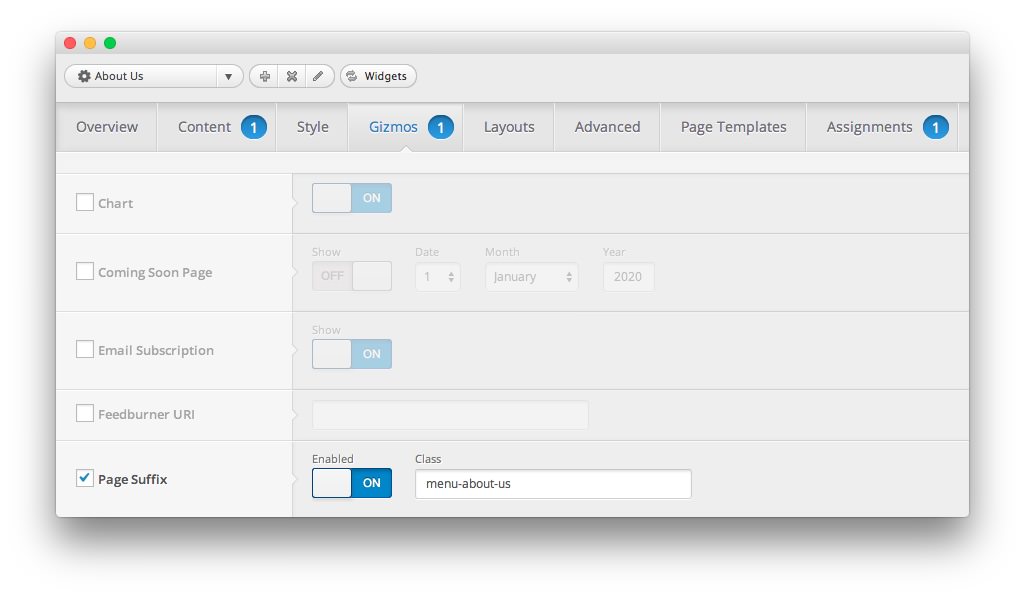 About Us Widgets
Overview Content 1 Style Gizmos 1 Layouts Advanced Page Templates Assignments 1
Chart ON
Show Date Month Year
Coming Soon Page OFF 1 January 2020
Show
Email Subscription ON
Feedburner URI
Enabled Class
Page Suffix ON menu-about-us